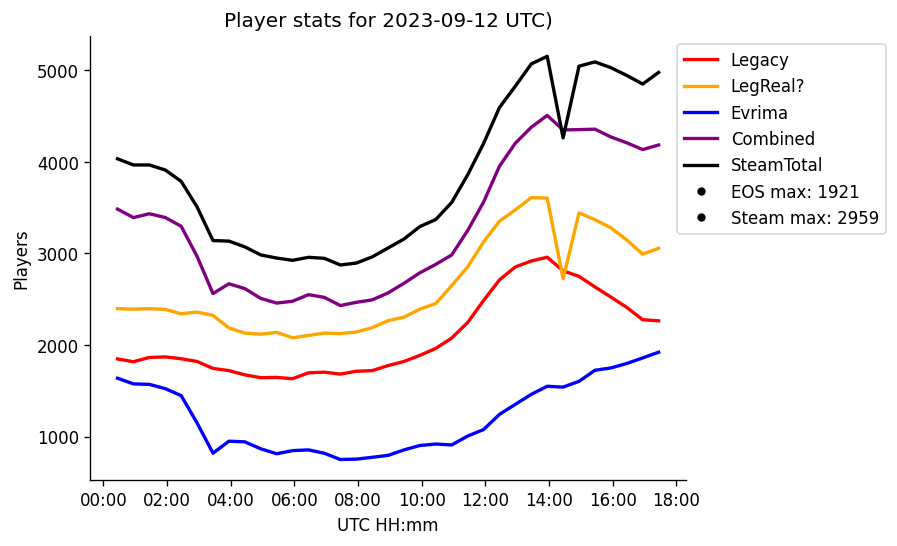 Player stats for 2023-09-12 UTC)
Legacy
LegReal?
Evrima
Combined
SteamTotal
EOS max: 1921
Steam max: 2959
Players
5000
4000
3000
2000
1000
00:00 02:00 04:00 06:00 08:00 10:00 12:00 14:00 16:00 18:00
UTC HH:mm